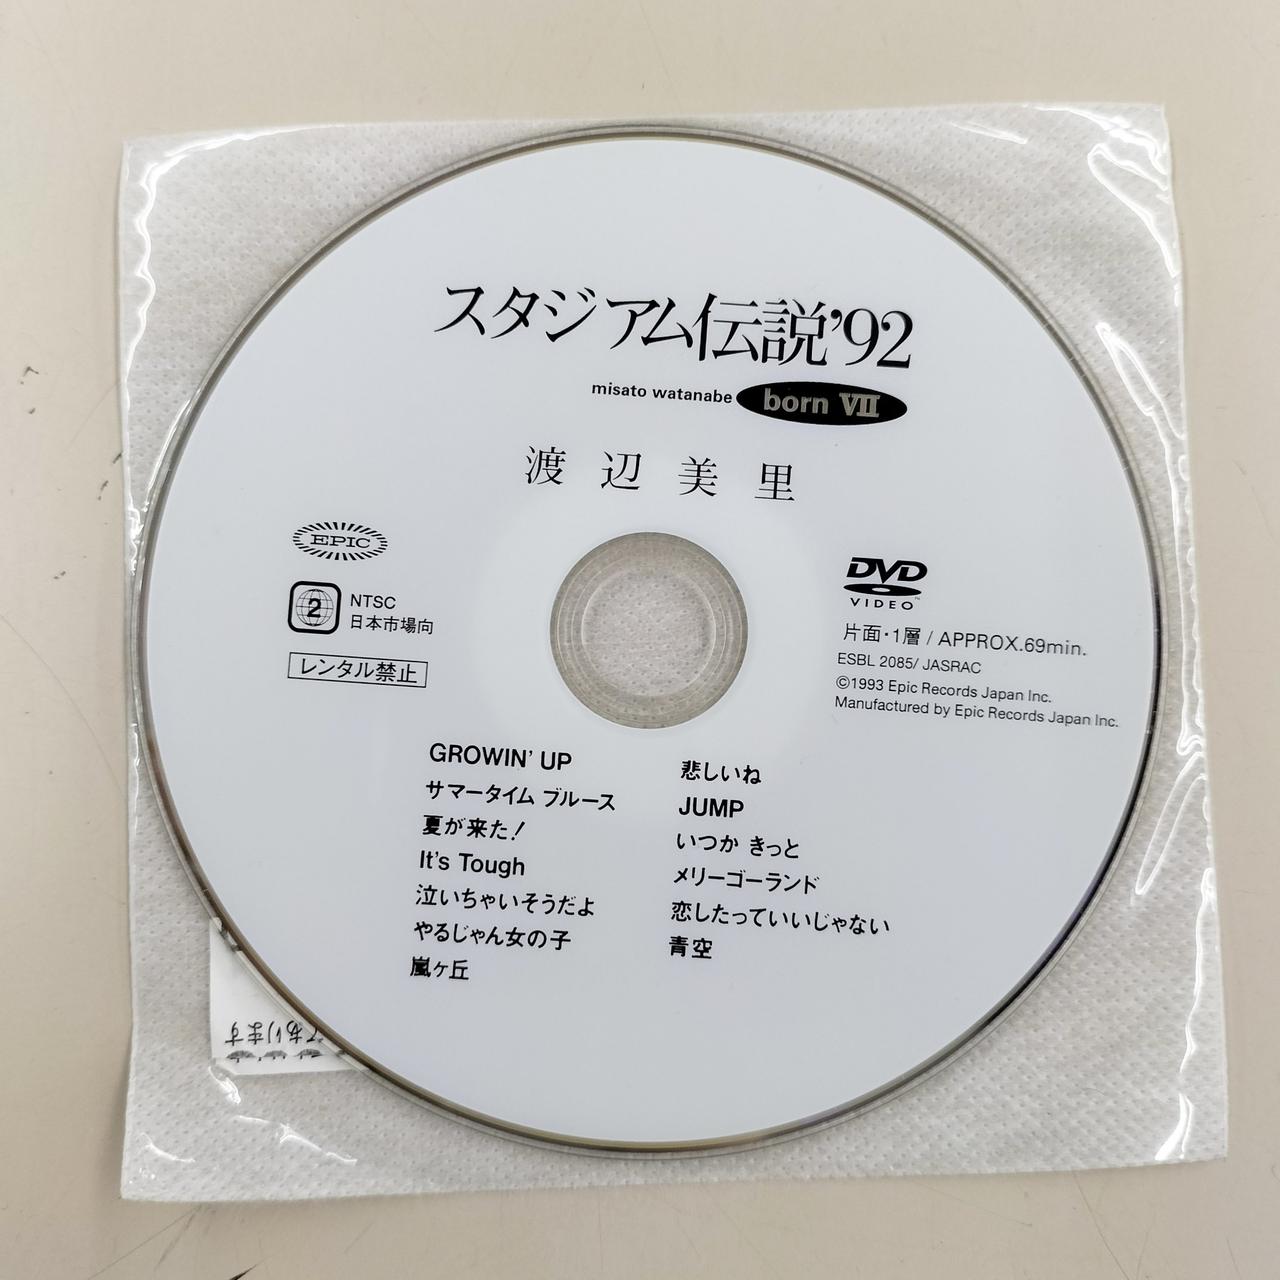 スタジアム伝説'92
misato watanabe born VII
渡辺美里
EPIC
2
NTSC
日本市場向
レンタル禁止
DVD
VIDEO™
片面・1層 / APPROX.69min.
ESBL 2085/ JASRAC
©1993 Epic Records Japan Inc.
Manufactured by Epic Records Japan Inc.
GROWIN' UP
サマータイム ブルース
夏が来た!
It's Tough
泣いちゃいそうだよ
やるじゃん女の子
嵐ヶ丘
悲しいね
JUMP
いつか きっと
メリーゴーランド
恋したっていいじゃない
青空
てあります